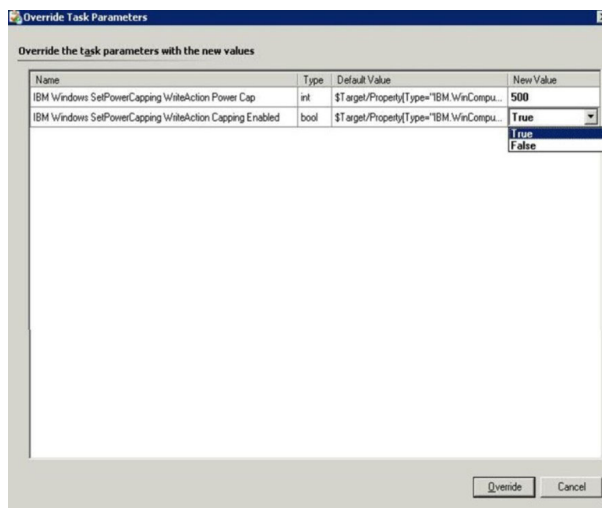 Override Task Parameters
Override the task parameters with the new values
Name Type Default Value New Value
IBM Windows SetPowerCapping WriteAction Power Cap int $Target/Property[Type="IBM.WinCompu... 500
IBM Windows SetPowerCapping WriteAction Capping Enabled bool $Target/Property[Type="IBM.WinCompu... True
True
False
Override Cancel